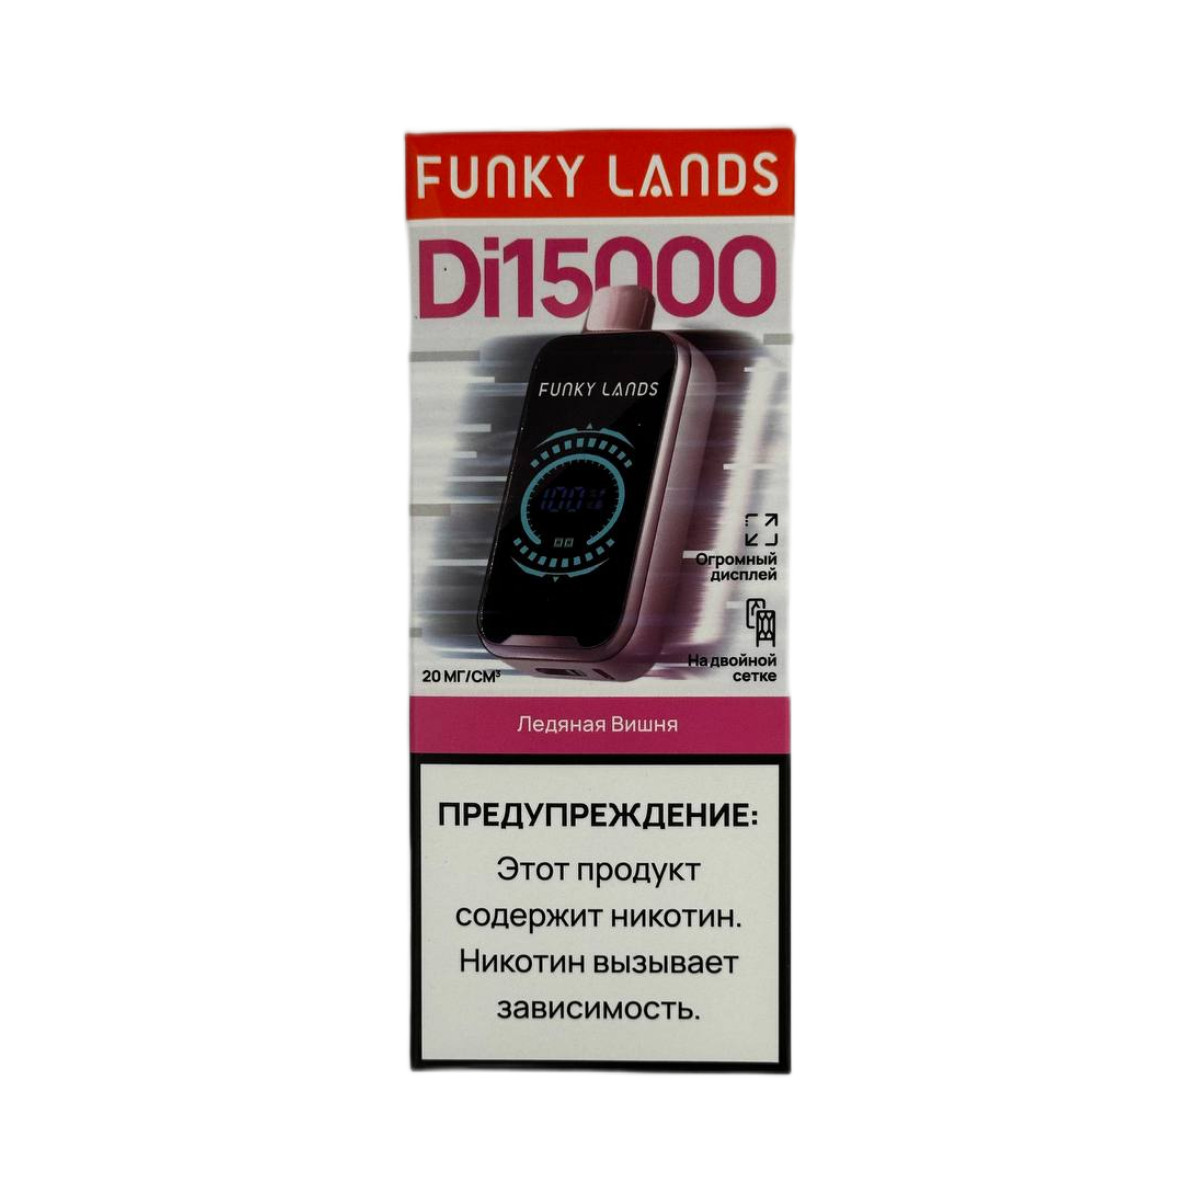 FUNKY LANDS
Di15000
FUNKY LANDS
100%
Огромный
дисплей
На двойной
сетке
20 МГ/СМ³
Ледяная Вишня
ПРЕДУПРЕЖДЕНИЕ:
Этот продукт
содержит никотин.
Никотин вызывает
зависимость.